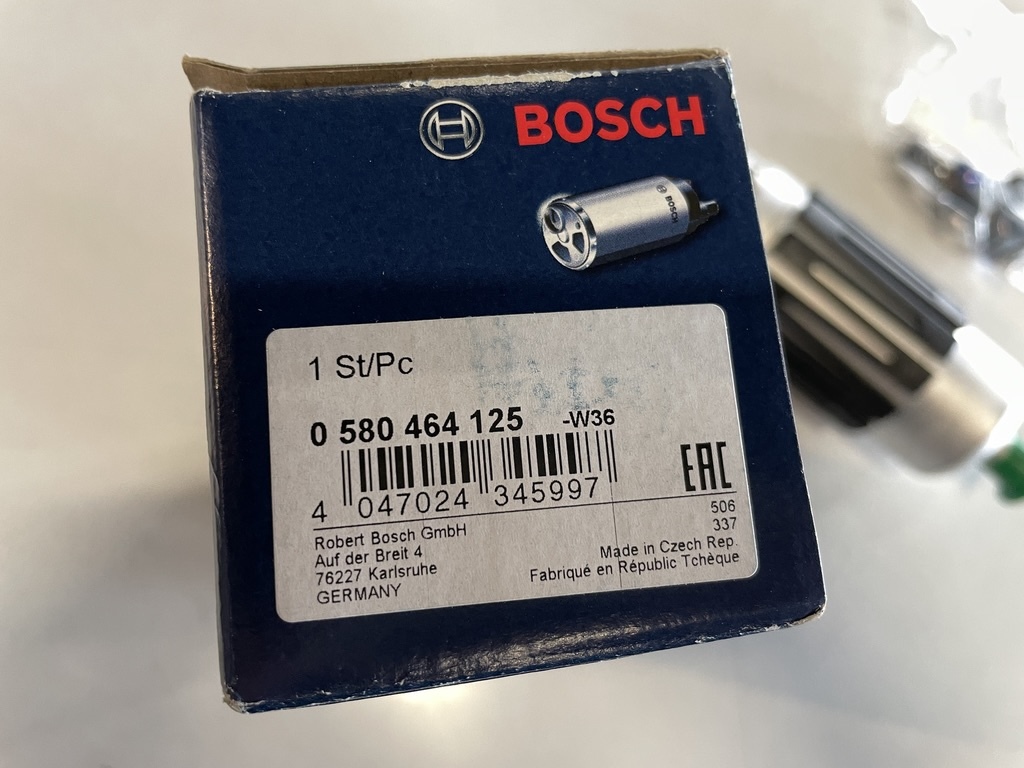 BOSCH
BOSCH
1 St/Pc
0 580 464 125 -W36
4 047024 345997
EAC
506
337
Robert Bosch GmbH
Auf der Breit 4
76227 Karlsruhe
GERMANY
Made in Czech Rep.
Fabriqué en Républic Tchèque